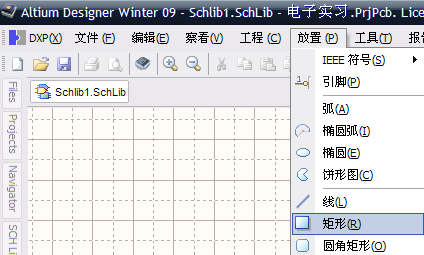 Altium Designer Winter 09 - Schlib1.SchLib - 电子实习.PrjPcb. Lice
DXP(X) 文件 (F) 编辑(E) 察看(V) 工程 (C) 放置 (P) 工具(T) 报告
IEEE 符号(S)
引脚(P)
Schlib1.SchLib
弧(A)
椭圆弧(I)
椭圆(E)
饼形图(C)
线(L)
矩形(R)
圆角矩形(O)
Files
Projects
Navigator
SCH Li